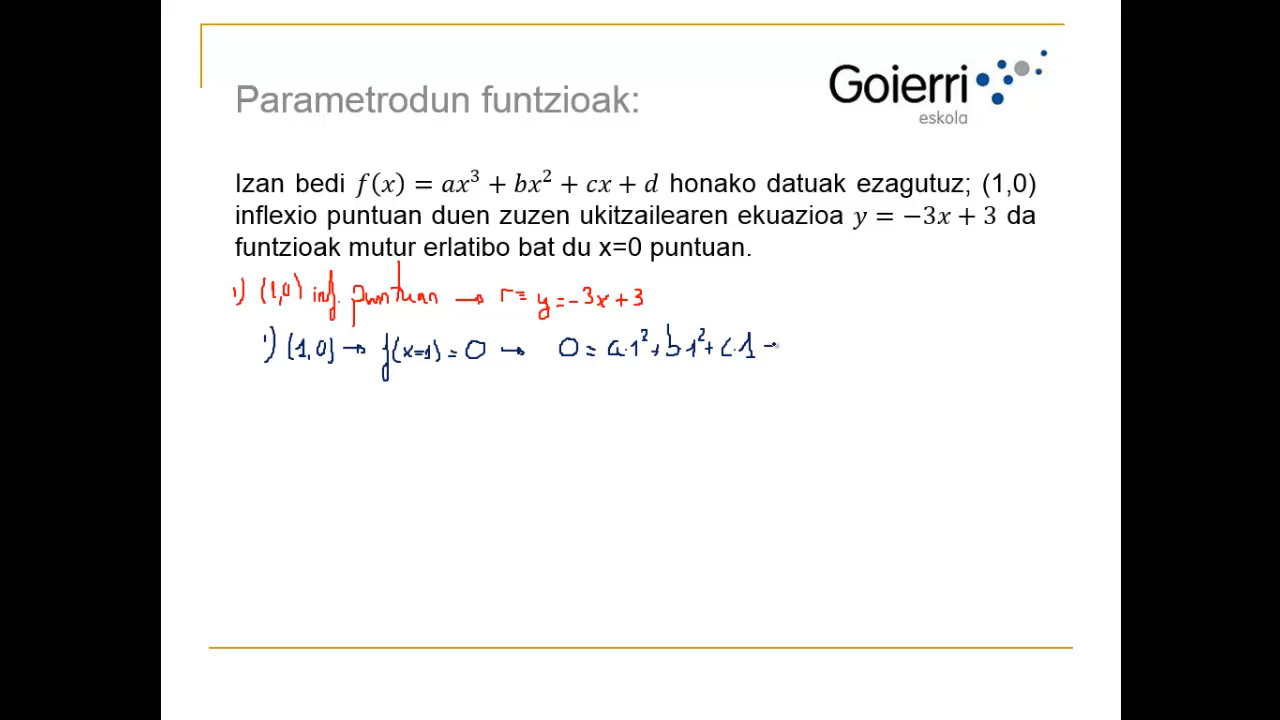 Parametrodun funtzioak:
Goierri
eskola
Izan bedi f(x) = ax³ + bx² + cx + d honako datuak ezagutuz; (1,0)
inflexio puntuan duen zuzen ukitzailearen ekuazioa y = −3x + 3 da
funtzioak mutur erlatibo bat du x=0 puntuan.
1) (1,0) inf. puntuan → r = y = -3x + 3
1) (1,0) → f(x=1) = 0 → 0 = a·1² + b1² + c·1 -